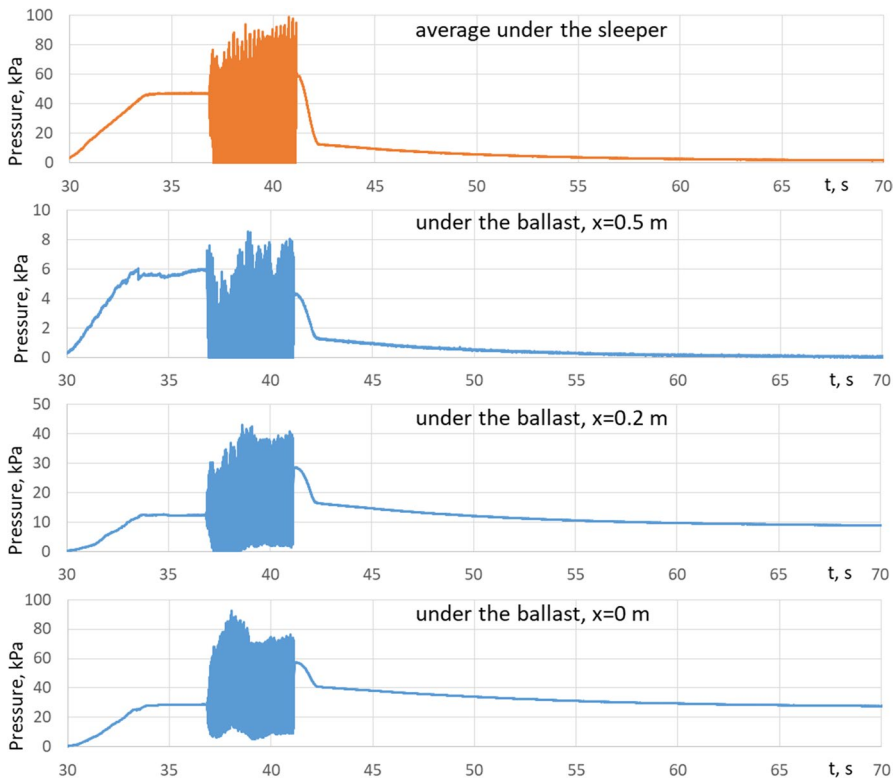 average under the sleeper
Pressure, kPa
100
80
60
40
20
0
30 35 40 45 50 55 60 65 70
t, s
under the ballast, x=0.5 m
Pressure, kPa
10
8
6
4
2
0
30 35 40 45 50 55 60 65 70
t, s
under the ballast, x=0.2 m
Pressure, kPa
50
40
30
20
10
0
30 35 40 45 50 55 60 65 70
t, s
under the ballast, x=0 m
Pressure, kPa
100
80
60
40
20
0
30 35 40 45 50 55 60 65 70
t, s